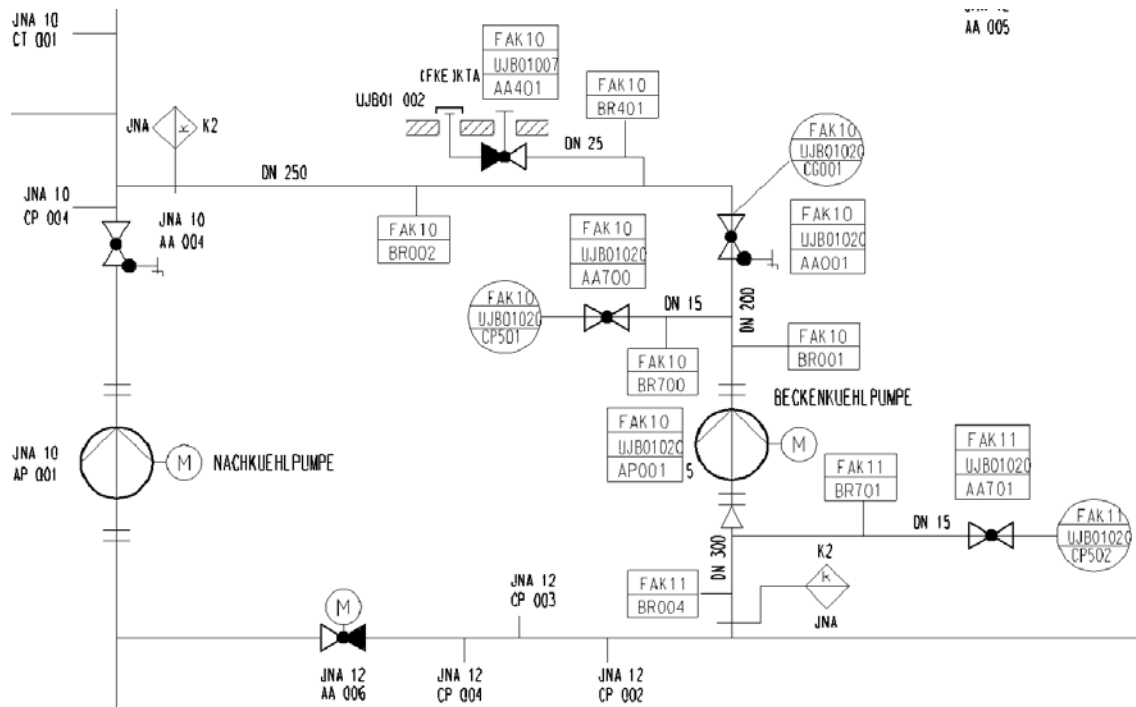 JNA 10
CT 001
AA 005
(FKE)KTA
FAK10
UJB01007
AA401
UJB01 002
FAK10
BR401
JNA
K2
DN 25
FAK10
UJB01020
CG001
DN 250
JNA 10
CP 004
JNA 10
AA 004
FAK10
BR002
FAK10
UJB01020
AA700
FAK10
UJB01020
AA001
FAK10
UJB01020
CP501
DN 15
DN 200
FAK10
BR700
FAK10
BR001
BECKENKUEHLPUMPE
JNA 10
AP 001
M
NACHKUEHLPUMPE
FAK10
UJB01020
AP001
5
M
FAK11
BR701
FAK11
UJB01020
AA701
DN 15
FAK11
UJB01020
CP502
DN 300
K2
k
JNA
FAK11
BR004
JNA 12
CP 003
M
JNA 12
AA 006
JNA 12
CP 004
JNA 12
CP 002